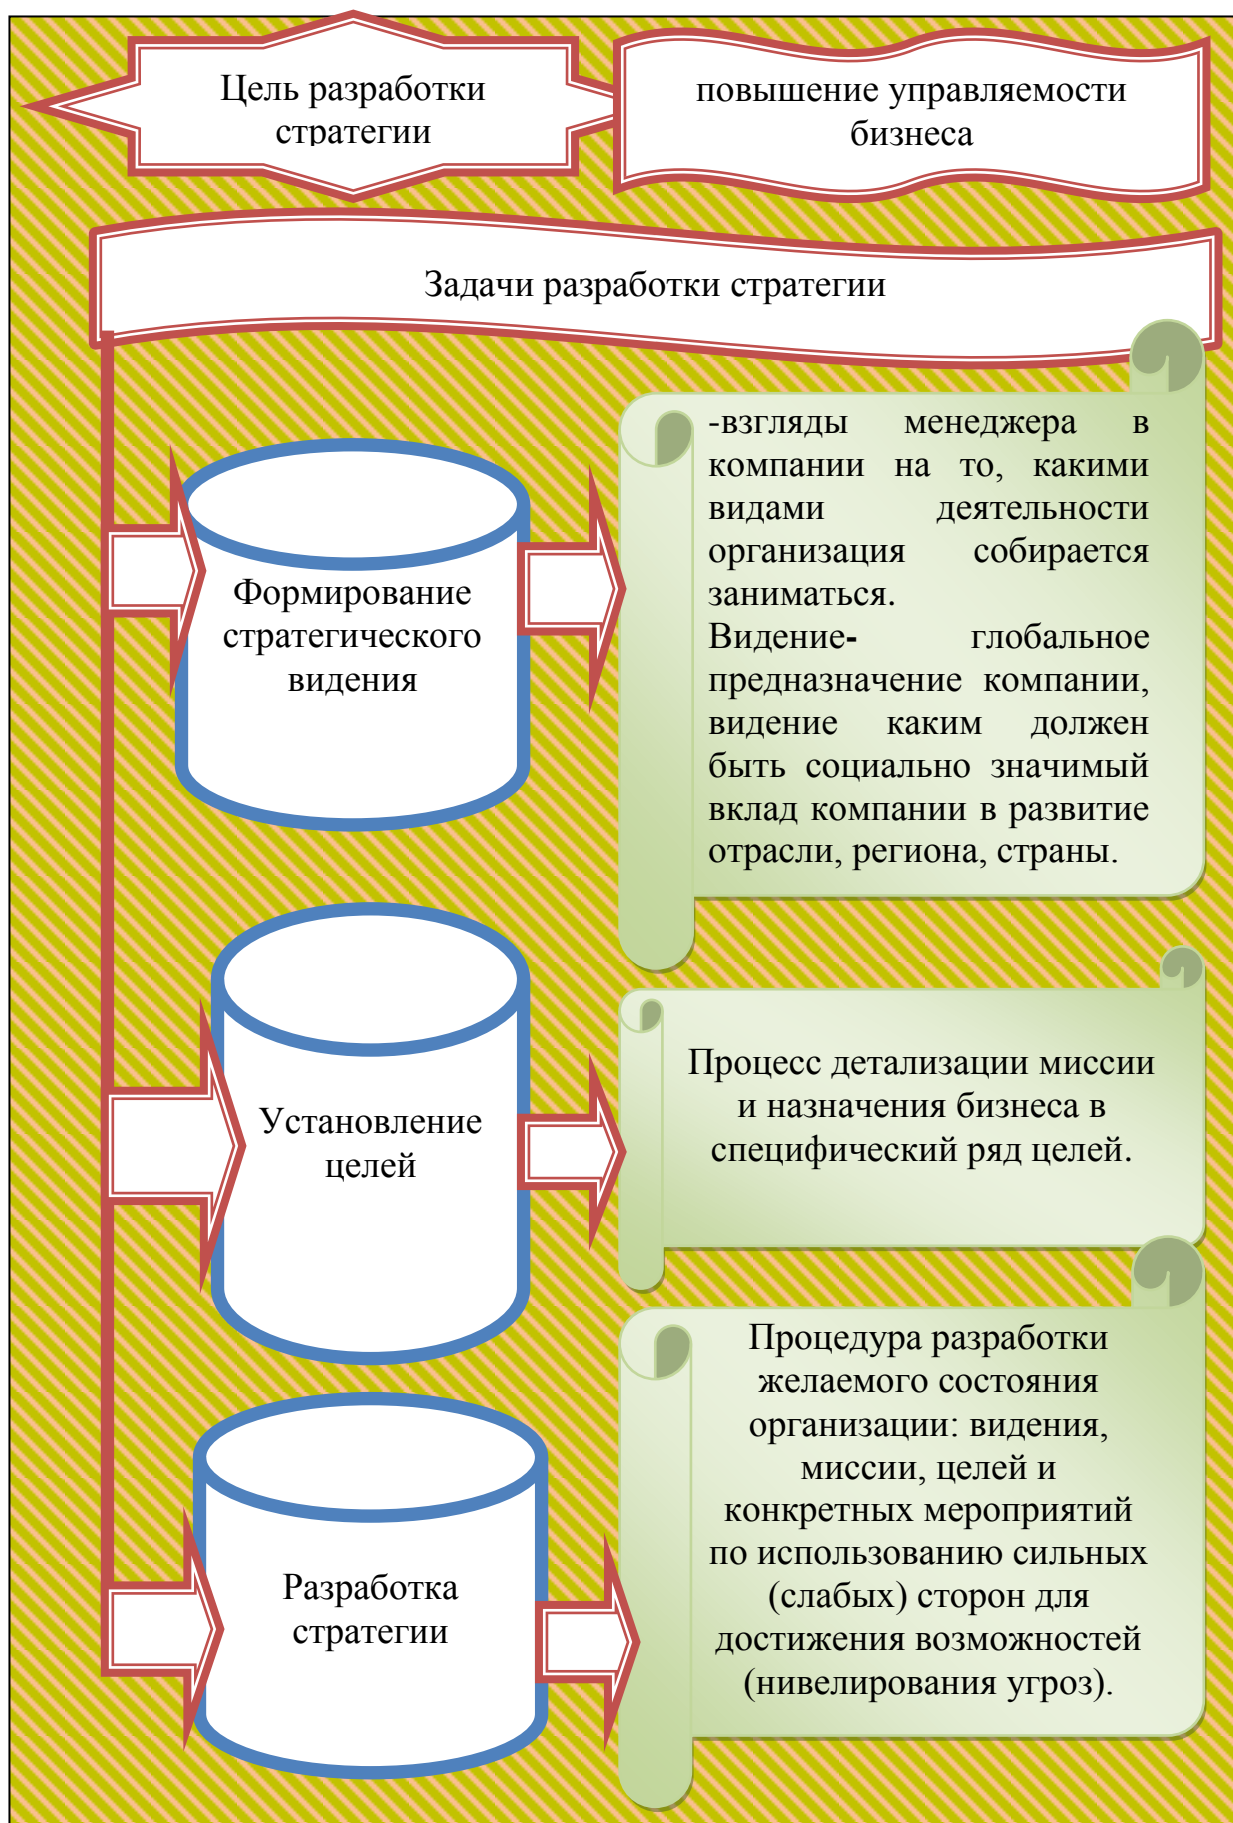 Цель разработки
стратегии
повышение управляемости
бизнеса
Задачи разработки стратегии
Формирование
стратегического
видения
-взгляды менеджера в
компании на то, какими
видами деятельности
организация собирается
заниматься.
Видение- глобальное
предназначение компании,
видение каким должен
быть социально значимый
вклад компании в развитие
отрасли, региона, страны.
Установление
целей
Процесс детализации миссии
и назначения бизнеса в
специфический ряд целей.
Разработка
стратегии
Процедура разработки
желаемого состояния
организации: видения,
миссии, целей и
конкретных мероприятий
по использованию сильных
(слабых) сторон для
достижения возможностей
(нивелирования угроз).